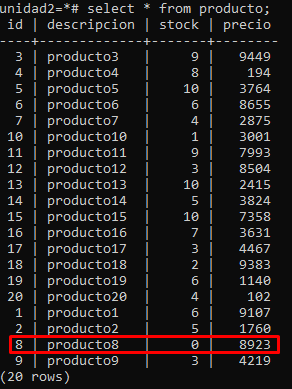 unidad2=*# select * from producto;
id | descripcion | stock | precio
----+-------------+-------+--------
3 | producto3 | 9 | 9449
4 | producto4 | 8 | 194
5 | producto5 | 10 | 3764
6 | producto6 | 6 | 8655
7 | producto7 | 4 | 2875
10 | producto10 | 1 | 3001
11 | producto11 | 9 | 7993
12 | producto12 | 3 | 8504
13 | producto13 | 10 | 2415
14 | producto14 | 5 | 3824
15 | producto15 | 10 | 7358
16 | producto16 | 7 | 3631
17 | producto17 | 3 | 4467
18 | producto18 | 2 | 9383
19 | producto19 | 6 | 1140
20 | producto20 | 4 | 102
1 | producto1 | 6 | 9107
2 | producto2 | 5 | 1760
8 | producto8 | 0 | 8923
9 | producto9 | 3 | 4219
(20 rows)